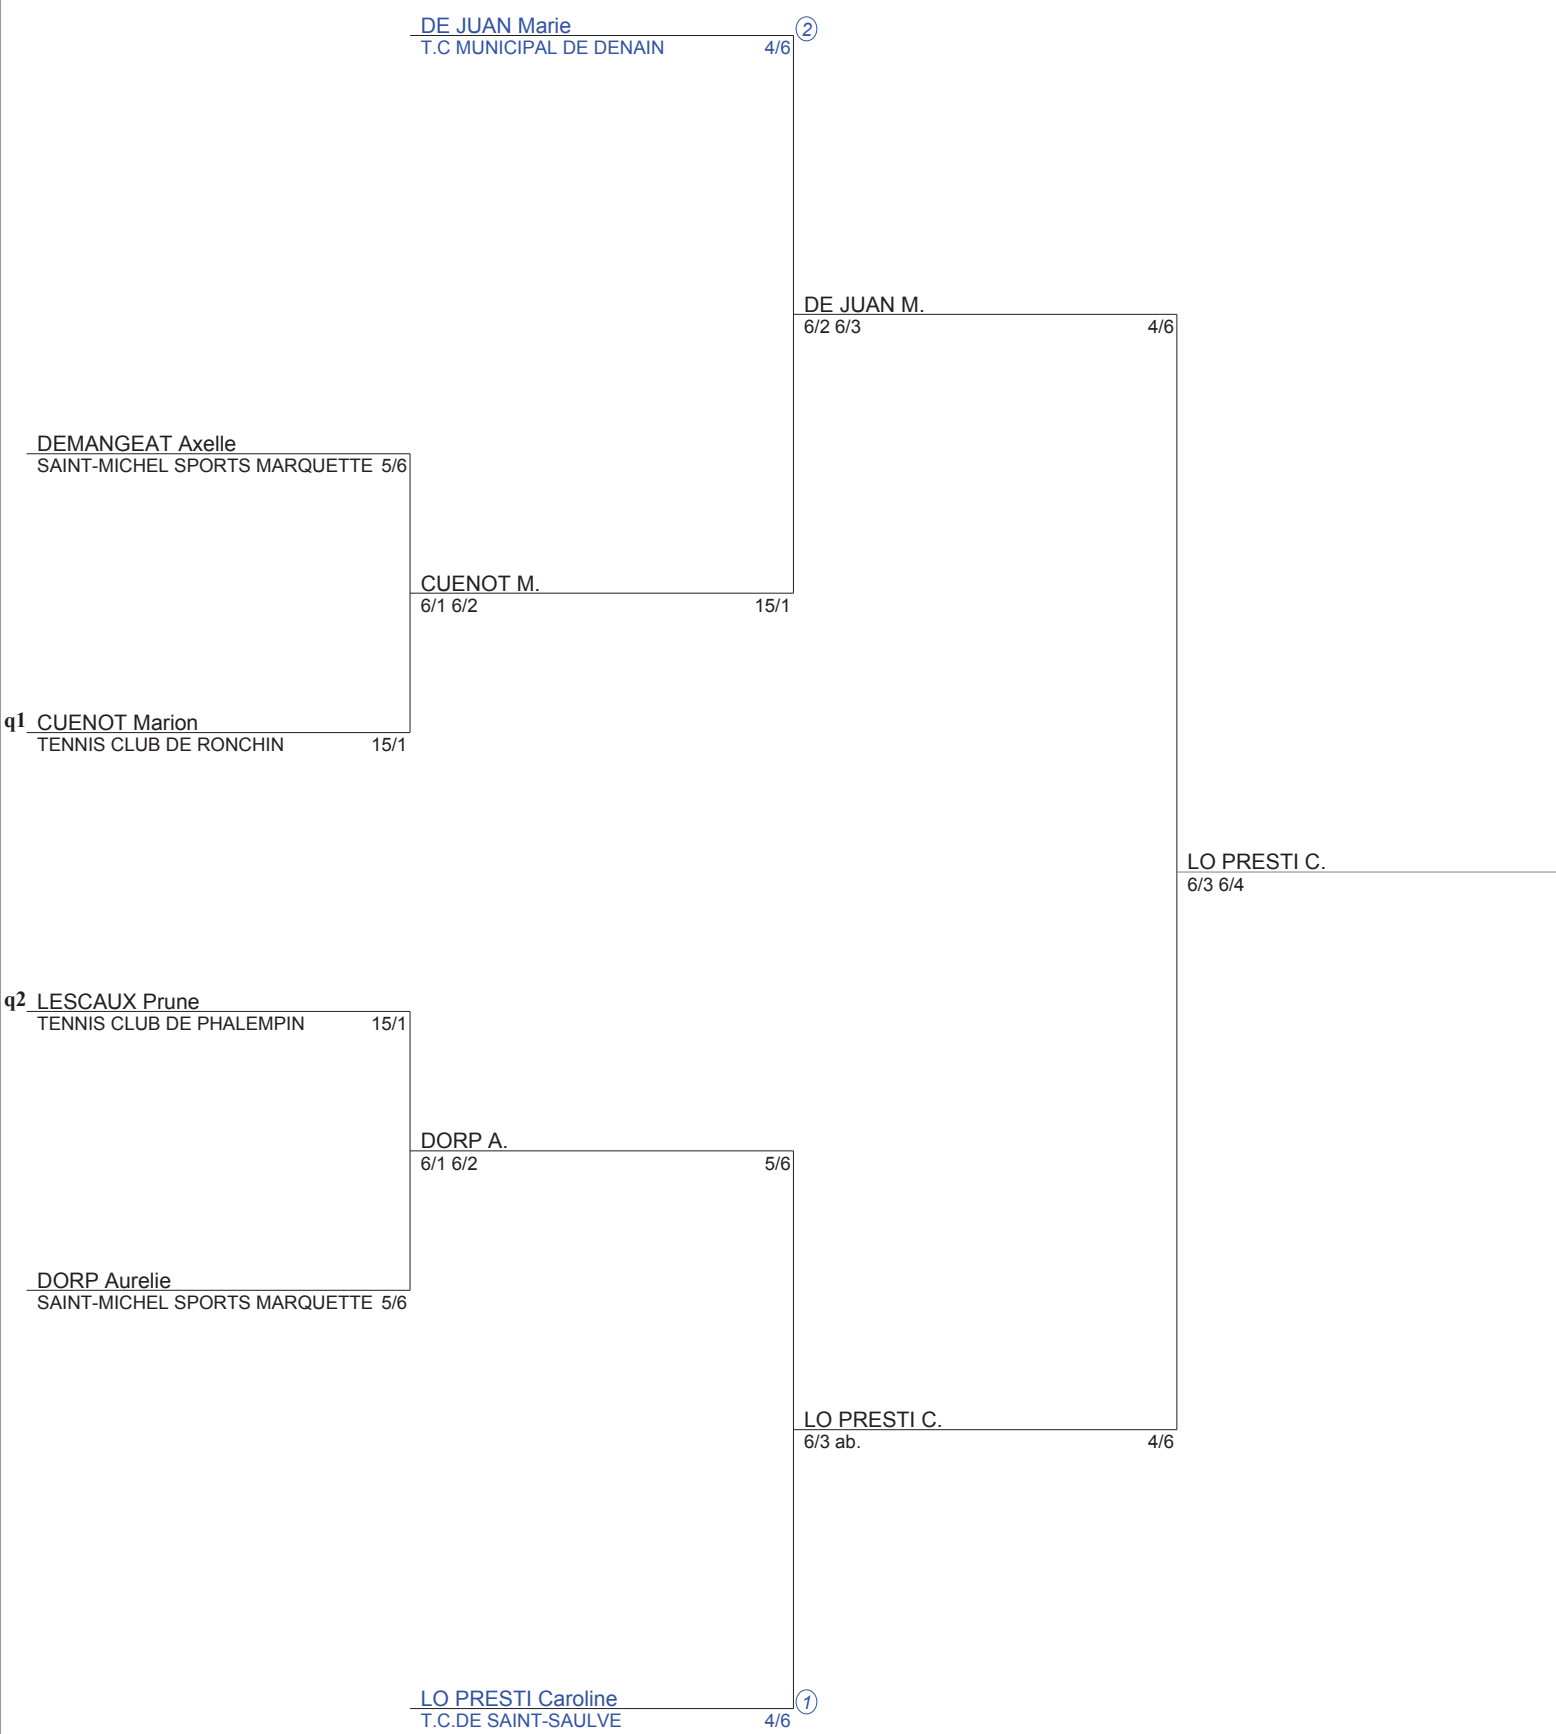 DE JUAN Marie 2
T.C MUNICIPAL DE DENAIN 4/6
DE JUAN M.
6/2 6/3 4/6
DEMANGEAT Axelle
SAINT-MICHEL SPORTS MARQUETTE 5/6
CUENOT M.
6/1 6/2 15/1
q1 CUENOT Marion
TENNIS CLUB DE RONCHIN 15/1
LO PRESTI C.
6/3 6/4
q2 LESCAUX Prune
TENNIS CLUB DE PHALEMPIN 15/1
DORP A.
6/1 6/2 5/6
DORP Aurelie
SAINT-MICHEL SPORTS MARQUETTE 5/6
LO PRESTI C.
6/3 ab. 4/6
LO PRESTI Caroline 1
T.C.DE SAINT-SAULVE 4/6